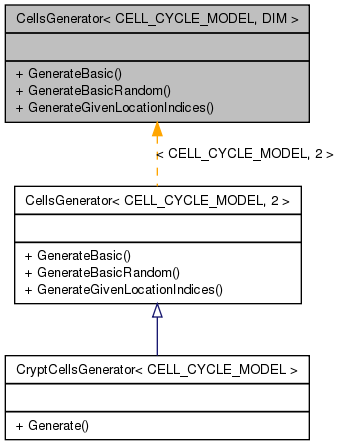 CellsGenerator< CELL_CYCLE_MODEL, DIM >
+ GenerateBasic()
+ GenerateBasicRandom()
+ GenerateGivenLocationIndices()
< CELL_CYCLE_MODEL, 2 >
CellsGenerator< CELL_CYCLE_MODEL, 2 >
+ GenerateBasic()
+ GenerateBasicRandom()
+ GenerateGivenLocationIndices()
CryptCellsGenerator< CELL_CYCLE_MODEL >
+ Generate()